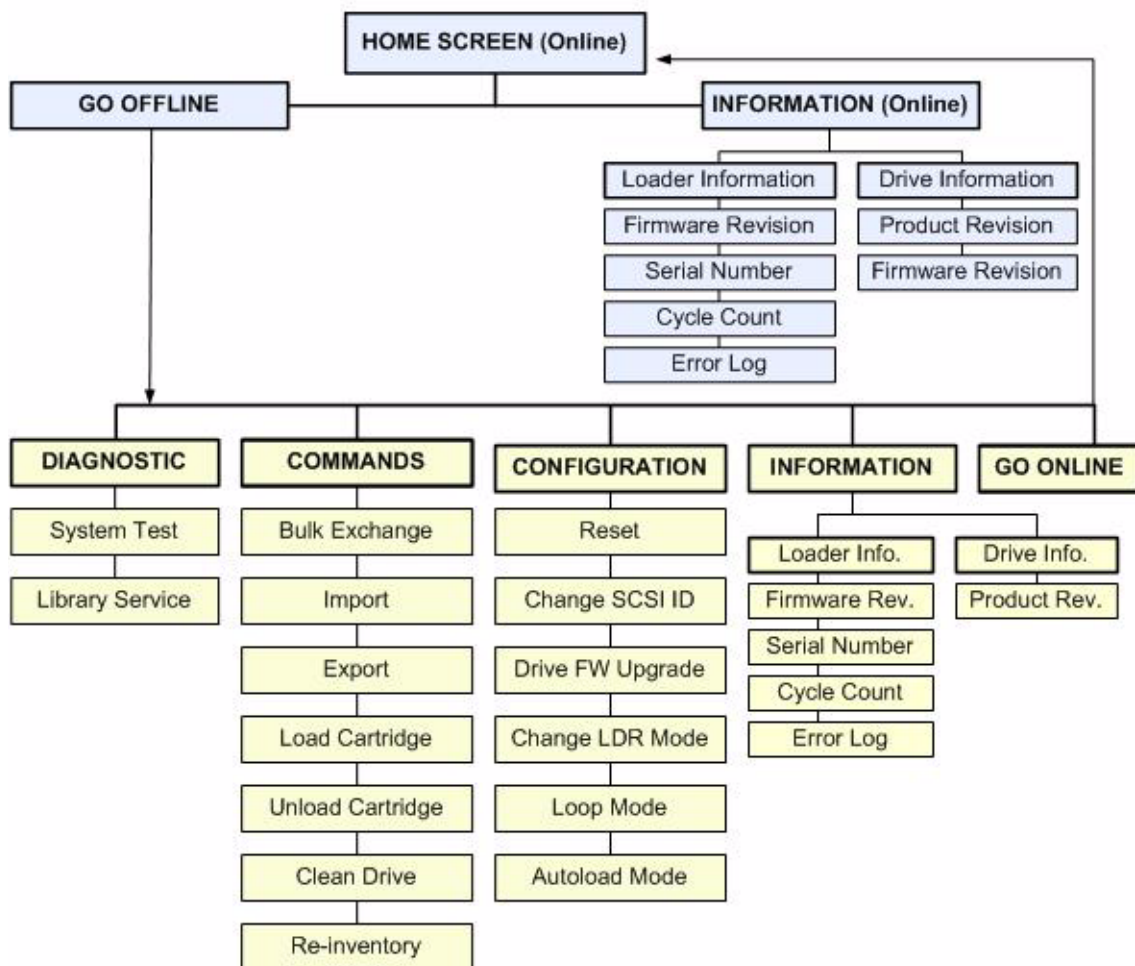 HOME SCREEN (Online)
GO OFFLINE
INFORMATION (Online)
Loader Information
Drive Information
Firmware Revision
Product Revision
Serial Number
Firmware Revision
Cycle Count
Error Log
DIAGNOSTIC
COMMANDS
CONFIGURATION
INFORMATION
GO ONLINE
System Test
Library Service
Bulk Exchange
Import
Export
Load Cartridge
Unload Cartridge
Clean Drive
Re-inventory
Reset
Change SCSI ID
Drive FW Upgrade
Change LDR Mode
Loop Mode
Autoload Mode
Loader Info.
Firmware Rev.
Serial Number
Cycle Count
Error Log
Drive Info.
Product Rev.